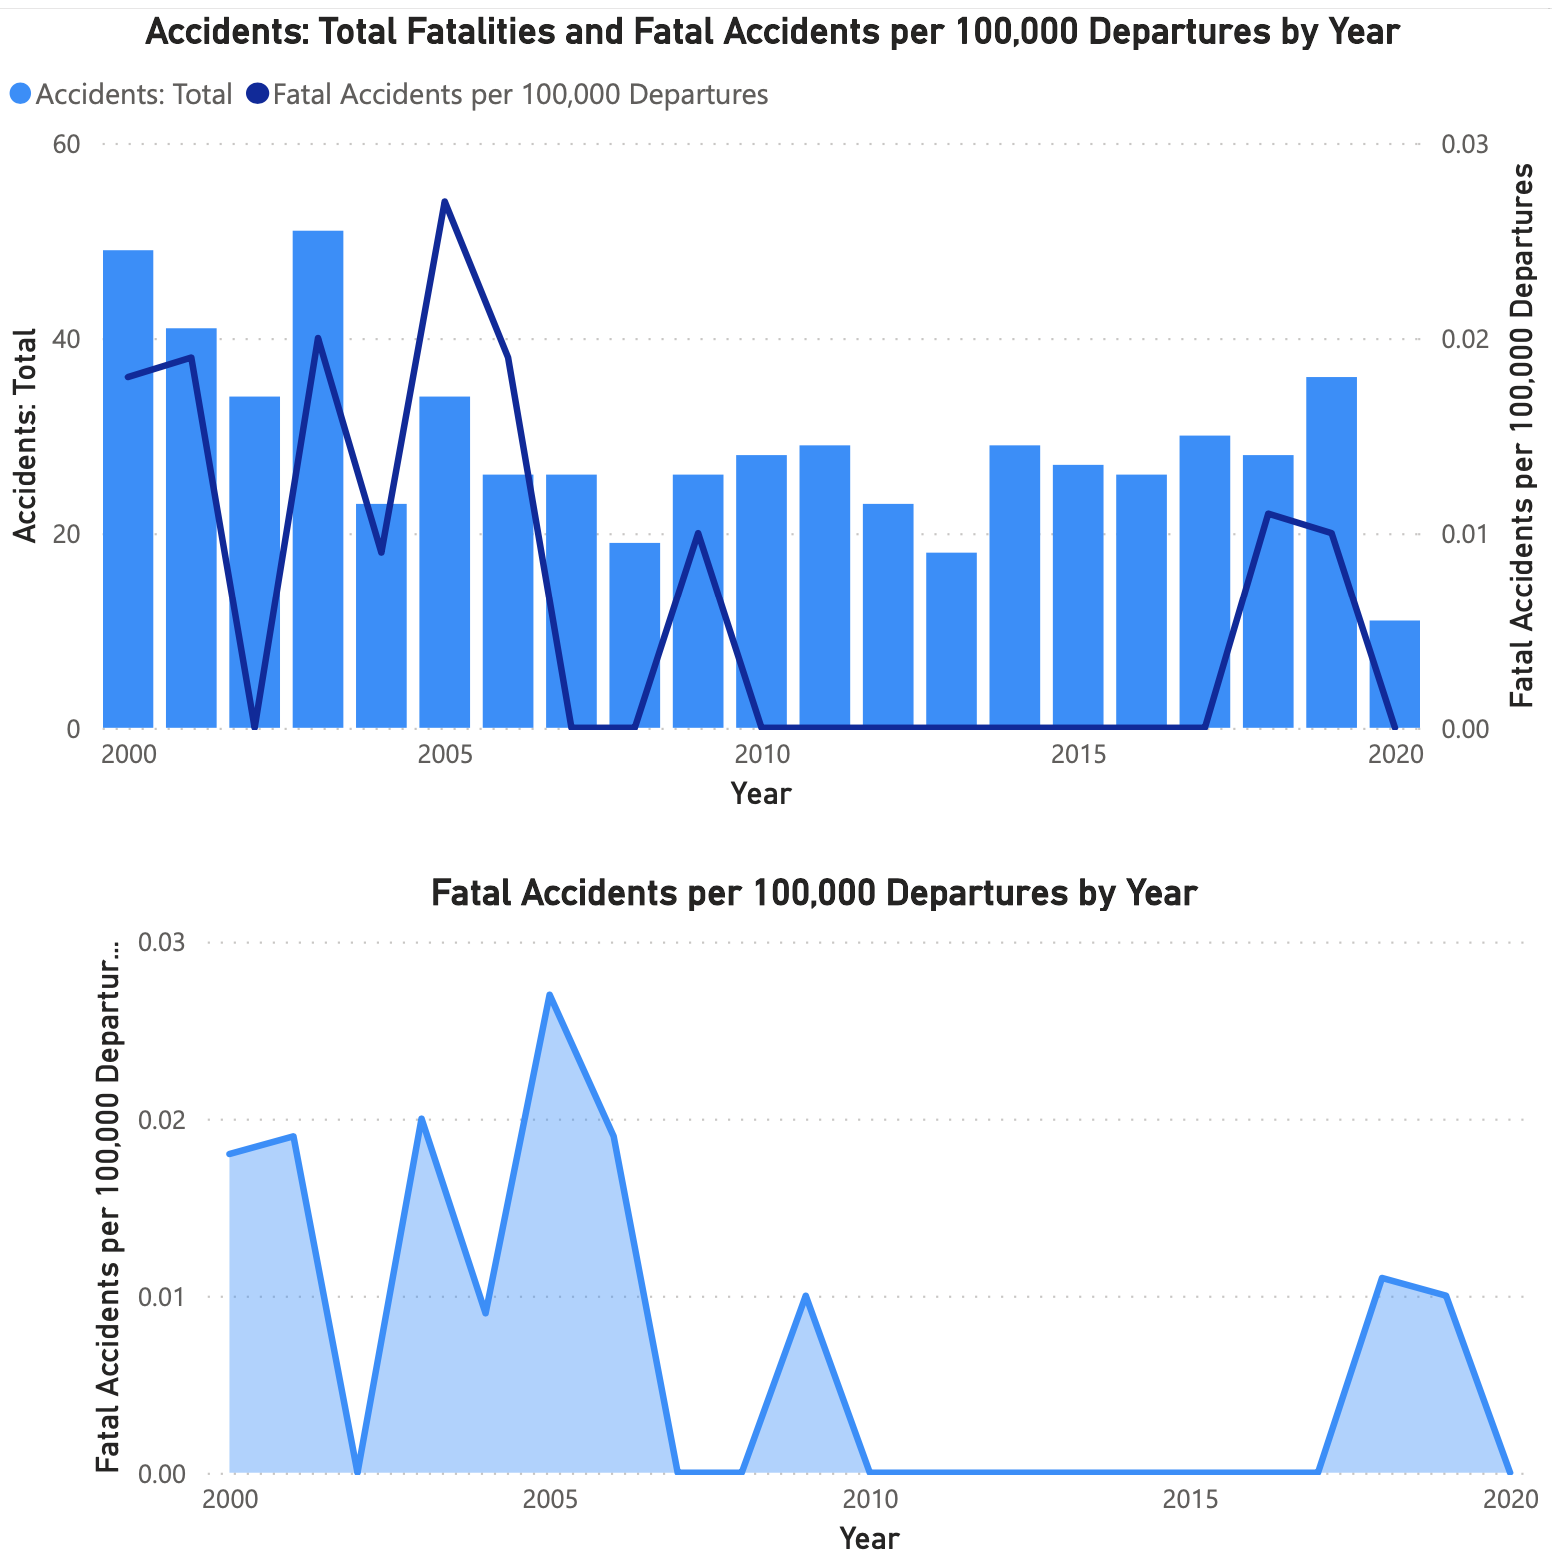 Accidents: Total Fatalities and Fatal Accidents per 100,000 Departures by Year
Accidents: Total Fatal Accidents per 100,000 Departures
60
40
20
0
Accidents: Total
0.03
0.02
0.01
0.00
Fatal Accidents per 100,000 Departures
2000 2005 2010 2015 2020
Year
Fatal Accidents per 100,000 Departures by Year
Fatal Accidents per 100,000 Departur...
0.03
0.02
0.01
0.00
2000 2005 2010 2015 2020
Year